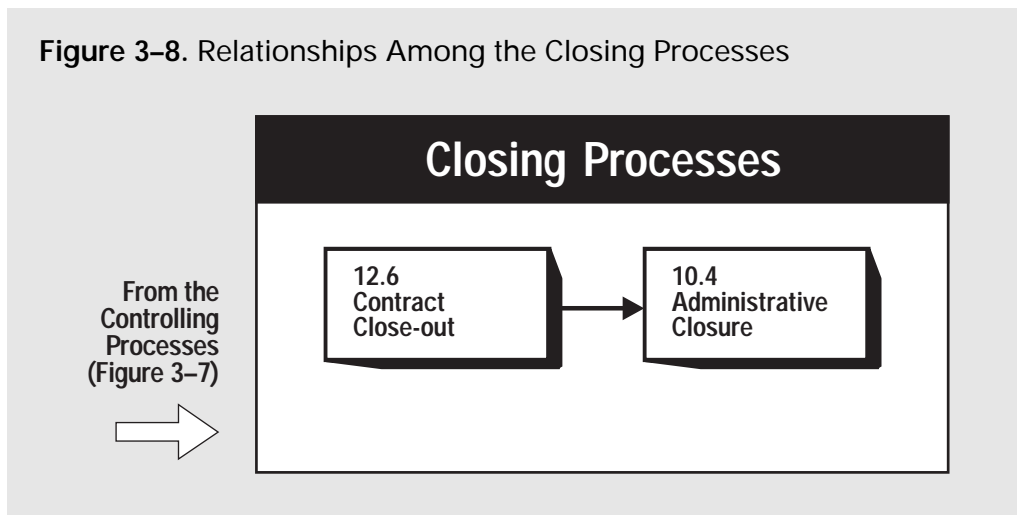 Figure 3–8. Relationships Among the Closing Processes
Closing Processes
From the
Controlling
Processes
(Figure 3–7)
12.6
Contract
Close-out
10.4
Administrative
Closure